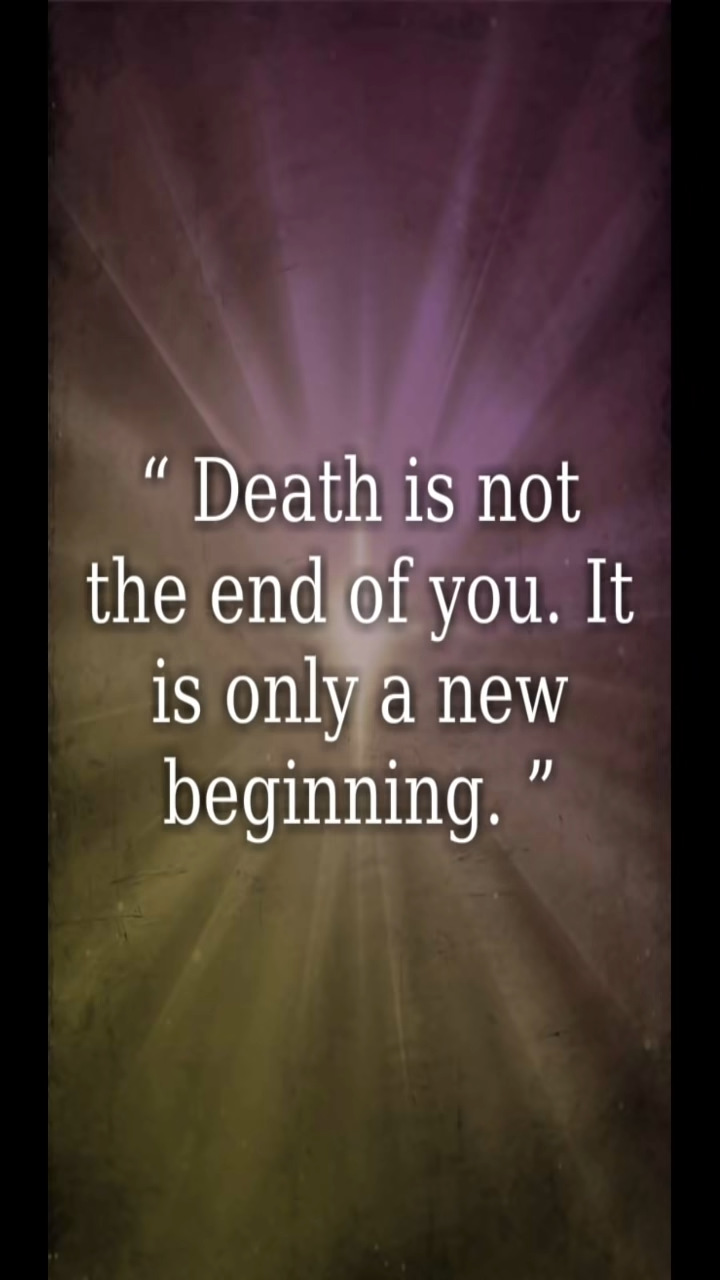 “ Death is not
the end of you. It
is only a new
beginning. ”